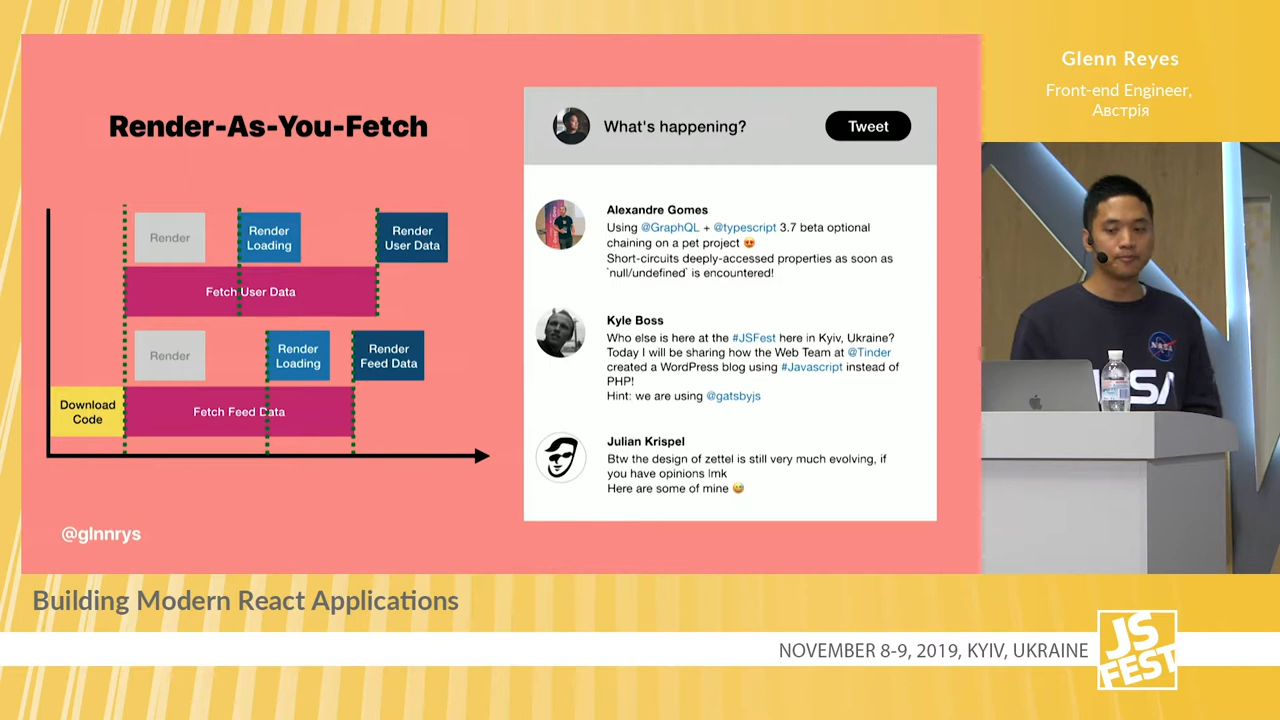 Render-As-You-Fetch
Render
Render
Loading
Render
User Data
Fetch User Data
Render
Render
Loading
Render
Feed Data
Download
Code
Fetch Feed Data
@glnnrys
What's happening?
Tweet
Alexandre Gomes
Using @GraphQL + @typescript 3.7 beta optional
chaining on a pet project 😍
Short-circuits deeply-accessed properties as soon as
`null/undefined` is encountered!
Kyle Boss
Who else is here at the #JSFest here in Kyiv, Ukraine?
Today I will be sharing how the Web Team at @Tinder
created a WordPress blog using #Javascript instead of
PHP!
Hint: we are using @gatsbyjs
Julian Krispel
Btw the design of zettel is still very much evolving, if
you have opinions lmk
Here are some of mine 😅
Glenn Reyes
Front-end Engineer,
Австрія
NASA
Building Modern React Applications
NOVEMBER 8-9, 2019, KYIV, UKRAINE
JS
FEST